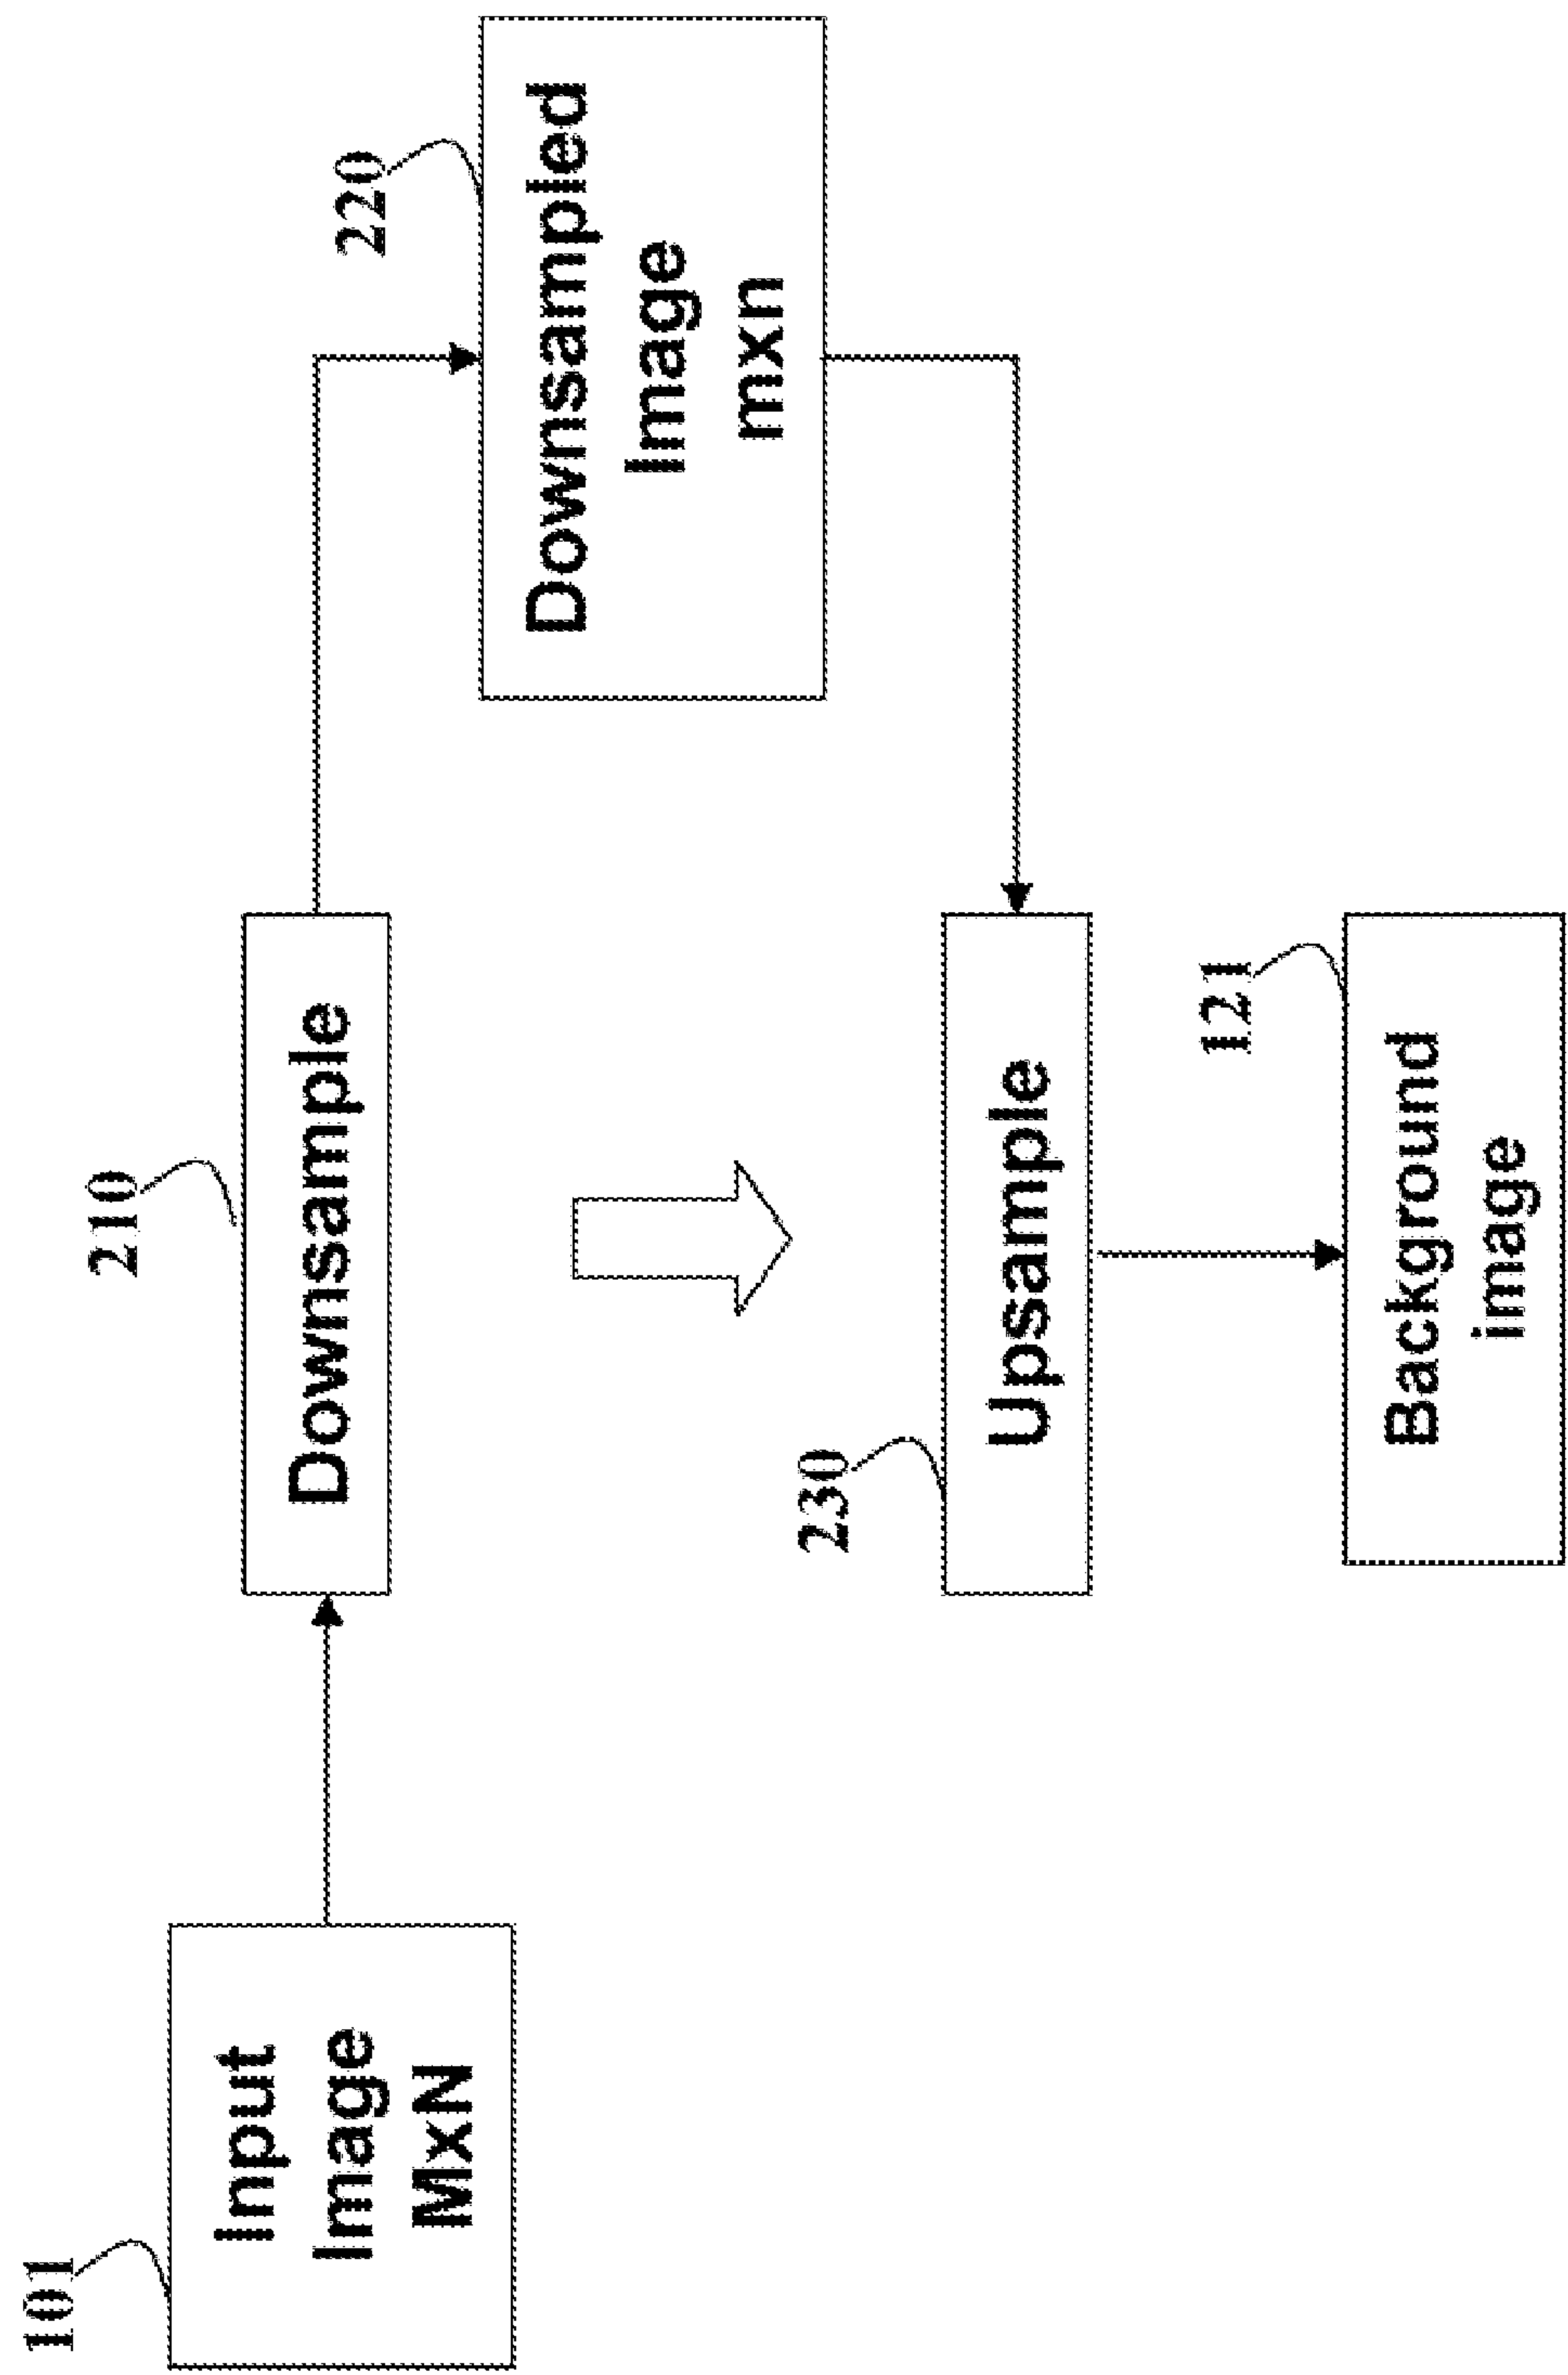 101
Input
Image
MxN
210
Downsample
220
Downsampled
Image
mxn
230
Upsample
121
Background
image